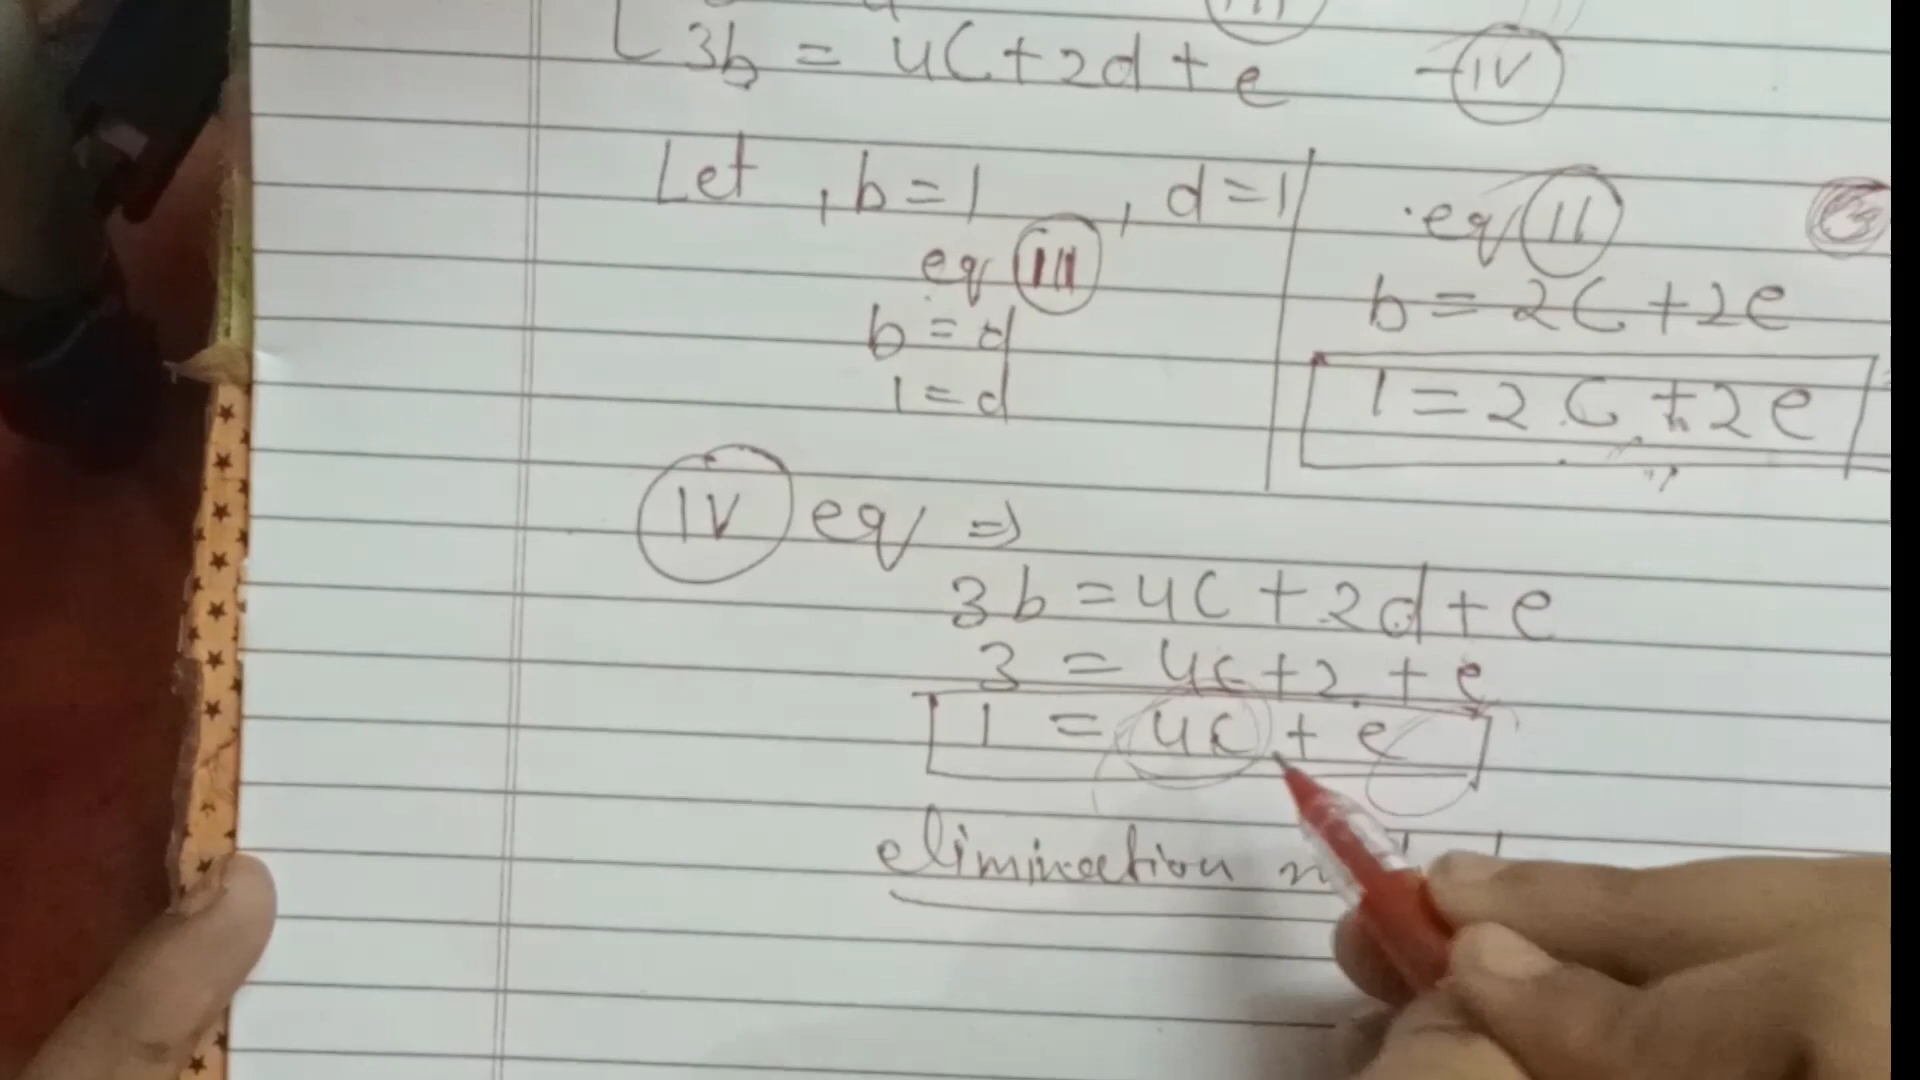 3b = 4C + 2d + e — IV
Let , b = 1 , d = 1
eq III
b = d
1 = d
eq II
b = 2C + 2e
1 = 2C + 2e
IV eq ⇒
3b = 4C + 2d + e
3 = 4C + 2 + e
1 = 4C + e
elimination